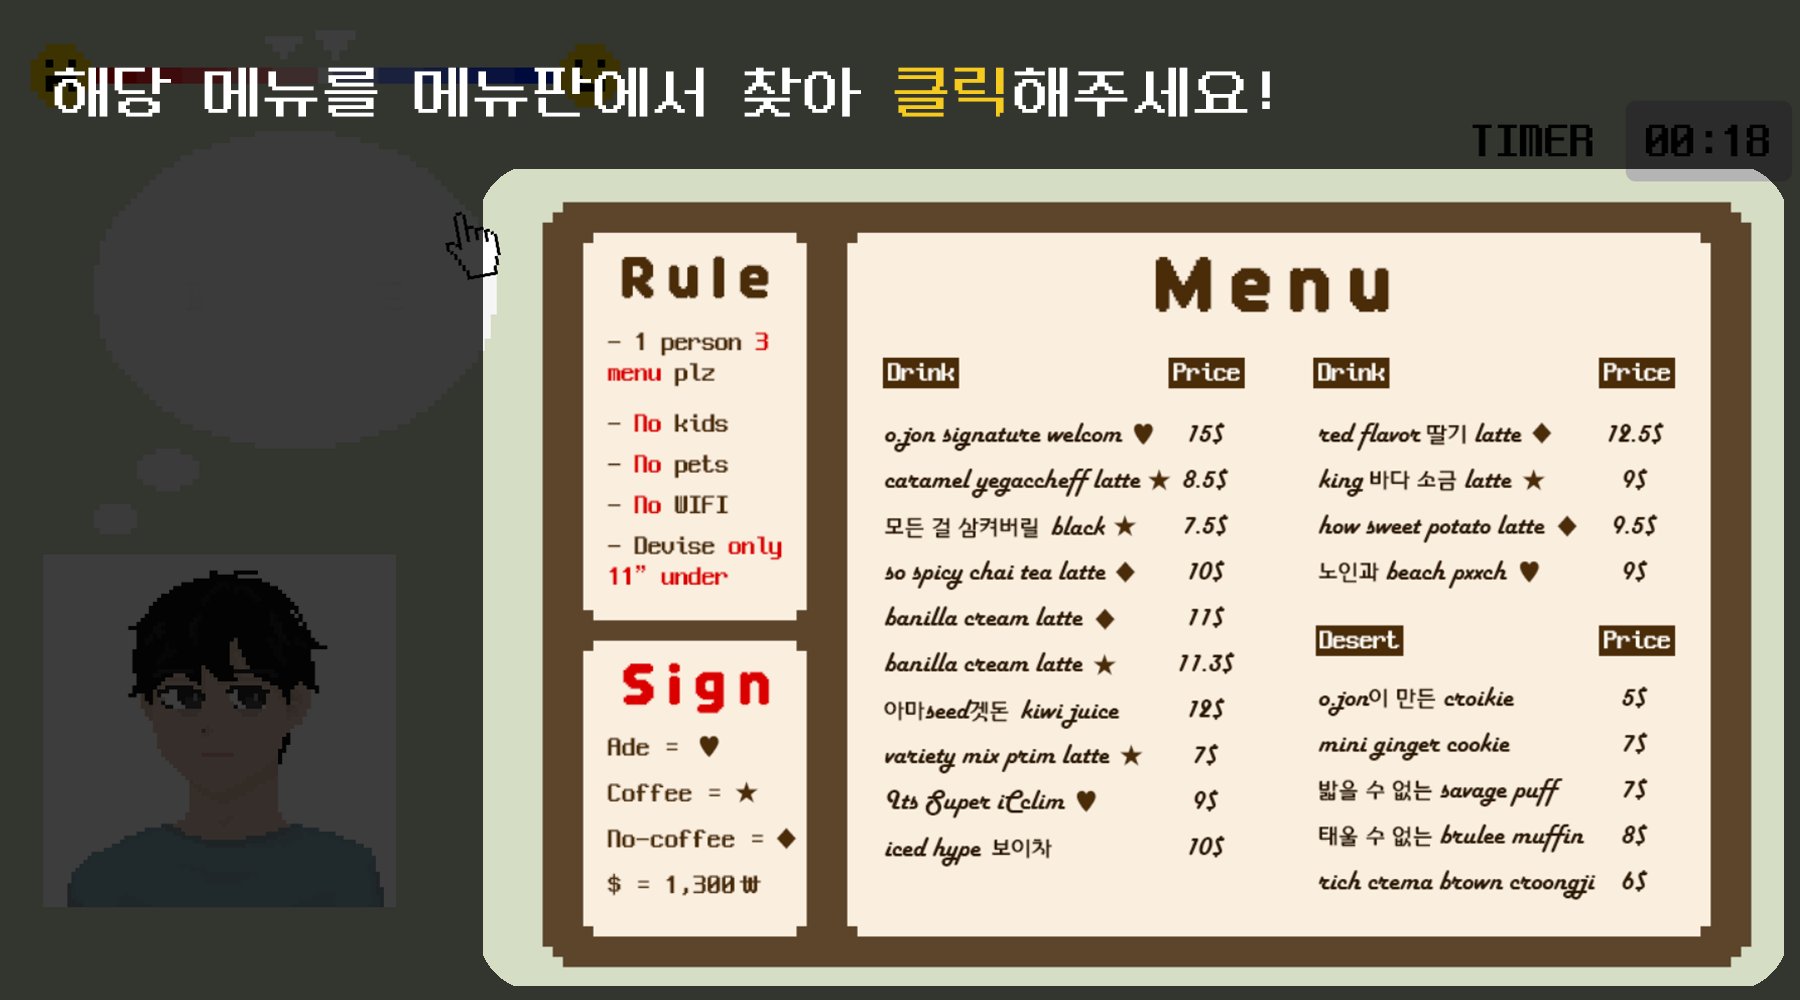 해당 메뉴를 메뉴판에서 찾아 클릭해주세요!
TIMER 00:18
Rule
- 1 person 3
menu plz
- No kids
- No pets
- No WIFI
- Devise only
11" under
Sign
Ade = ♥
Coffee = ★
No-coffee = ◆
$ = 1,300₩
Menu
Drink Price
o.jon signature welcom ♥ 15$
caramel yegaccheff latte ★ 8.5$
모든 걸 삼켜버릴 black ★ 7.5$
so spicy chai tea latte ◆ 10$
banilla cream latte ◆ 11$
banilla cream latte ★ 11.3$
아마seed겟돈 kiwi juice 12$
variety mix prim latte ★ 7$
Its Super iCclim ♥ 9$
iced hype 보이차 10$
Drink Price
red flavor 딸기 latte ◆ 12.5$
king 바다 소금 latte ★ 9$
how sweet potato latte ◆ 9.5$
노인과 beach pxxch ♥ 9$
Desert Price
o.jon이 만든 croikie 5$
mini ginger cookie 7$
밟을 수 없는 savage puff 7$
태울 수 없는 brulee muffin 8$
rich crema brown croongji 6$